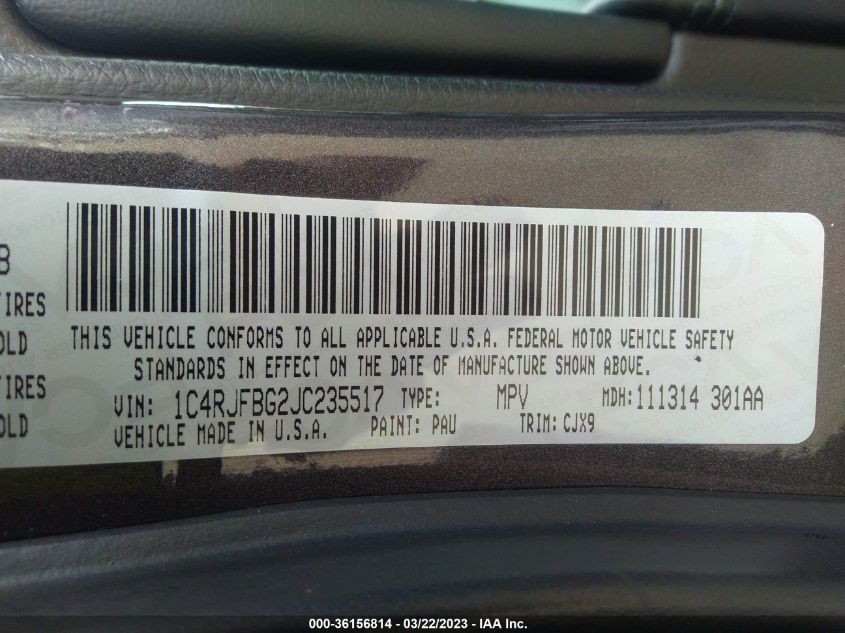 B
TIRES
OLD
TIRES
OLD
THIS VEHICLE CONFORMS TO ALL APPLICABLE U.S.A. FEDERAL MOTOR VEHICLE SAFETY
STANDARDS IN EFFECT ON THE DATE OF MANUFACTURE SHOWN ABOVE.
VIN: 1C4RJFBG2JC235517 TYPE: MPV MDH:111314 301AA
VEHICLE MADE IN U.S.A. PAINT: PAU TRIM: CJX9
000-36156814 - 03/22/2023 - IAA Inc.